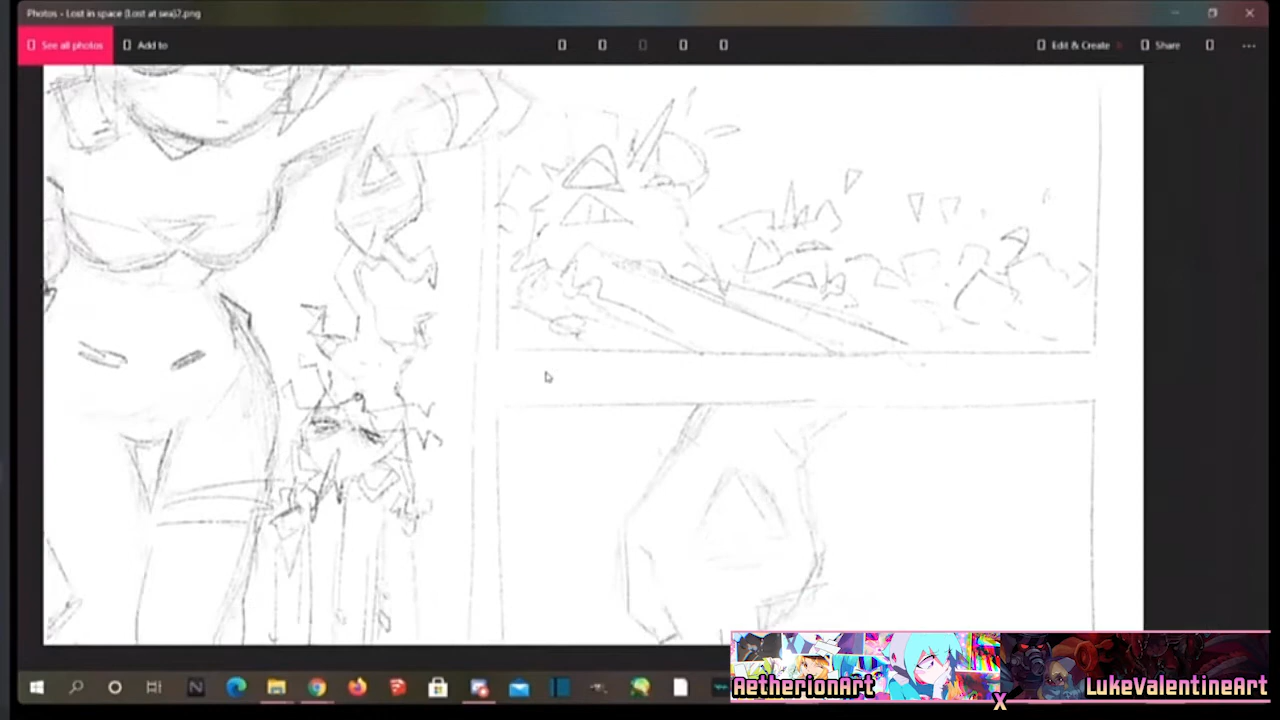 Photos - Lost in space (Lost at sea)2.png
See all photos
Add to
Edit & Create
Share
AetherionArt
X
LukeValentineArt